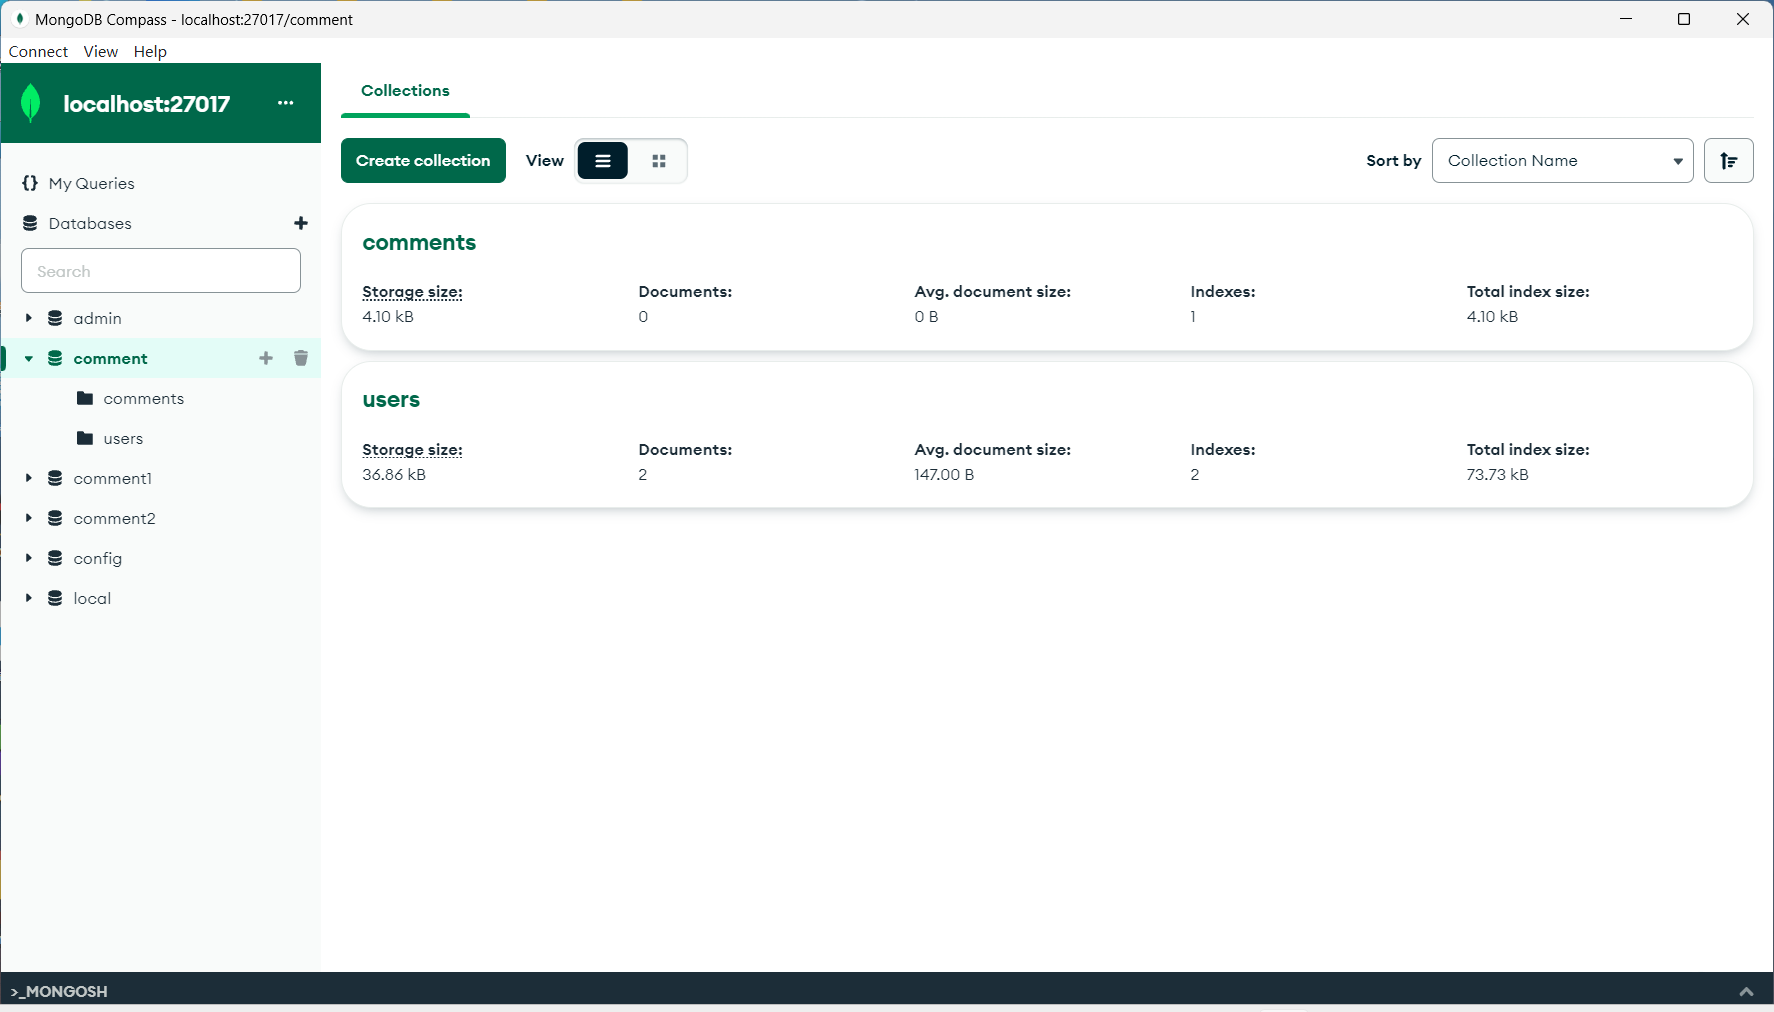 MongoDB Compass - localhost:27017/comment
Connect View Help
localhost:27017 ...
My Queries
Databases
Search
admin
comment
comments
users
comment1
comment2
config
local
Collections
Create collection View Sort by Collection Name
comments
Storage size: Documents: Avg. document size: Indexes: Total index size:
4.10 kB 0 0 B 1 4.10 kB
users
Storage size: Documents: Avg. document size: Indexes: Total index size:
36.86 kB 2 147.00 B 2 73.73 kB
>_MONGOSH